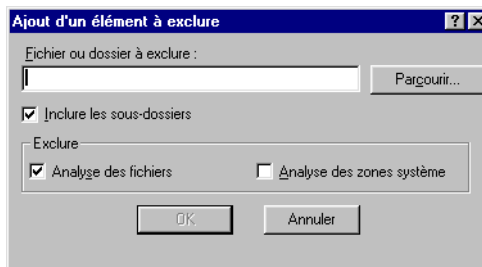 Ajout d'un élément à exclure
Fichier ou dossier à exclure :
Parcourir...
Inclure les sous-dossiers
Exclure
Analyse des fichiers
Analyse des zones système
OK
Annuler